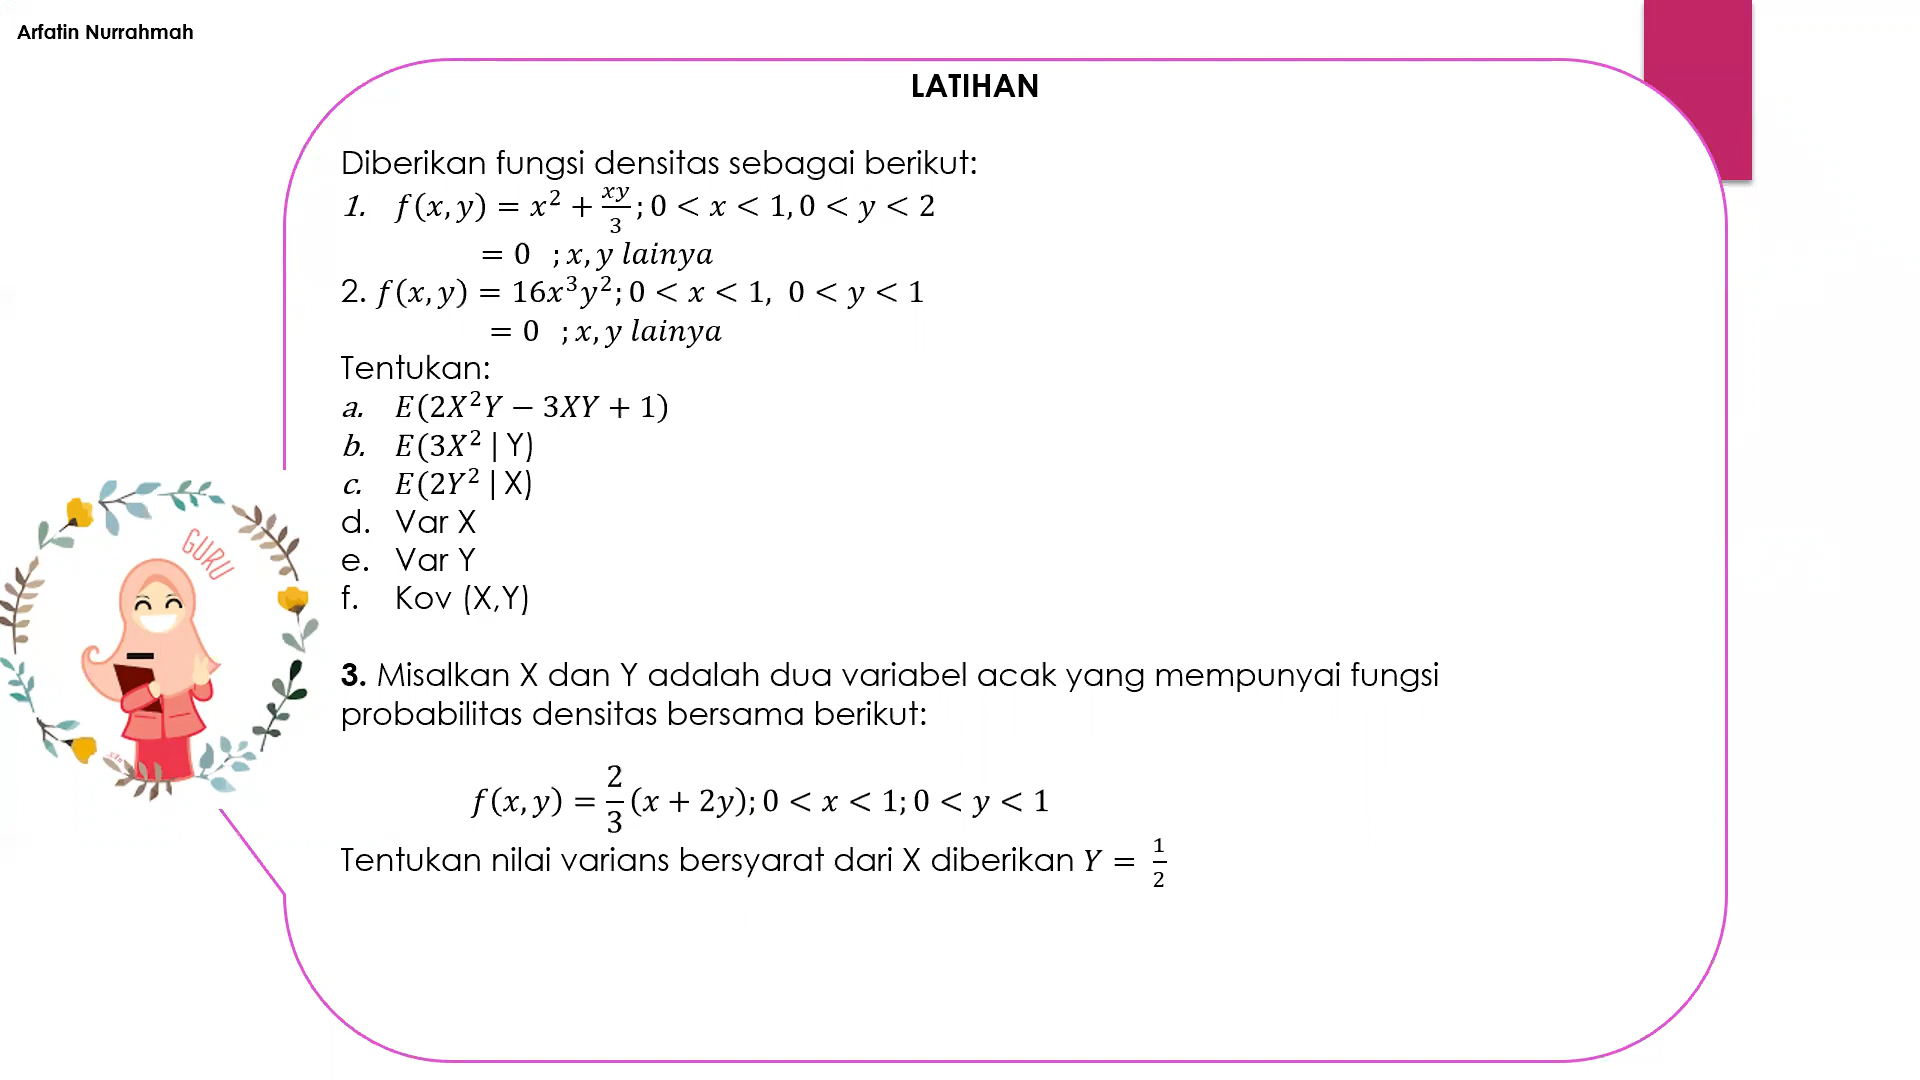 Arfatin Nurrahmah
LATIHAN
Diberikan fungsi densitas sebagai berikut:
1. f(x, y) = x² + xy/3 ; 0 < x < 1, 0 < y < 2
= 0 ; x, y lainya
2. f(x, y) = 16x³y²; 0 < x < 1, 0 < y < 1
= 0 ; x, y lainya
Tentukan:
a. E(2X²Y − 3XY + 1)
b. E(3X² | Y)
c. E(2Y² | X)
d. Var X
e. Var Y
f. Kov (X,Y)
GURU
3. Misalkan X dan Y adalah dua variabel acak yang mempunyai fungsi
probabilitas densitas bersama berikut:
f(x, y) = 2/3 (x + 2y); 0 < x < 1; 0 < y < 1
Tentukan nilai varians bersyarat dari X diberikan Y = 1/2